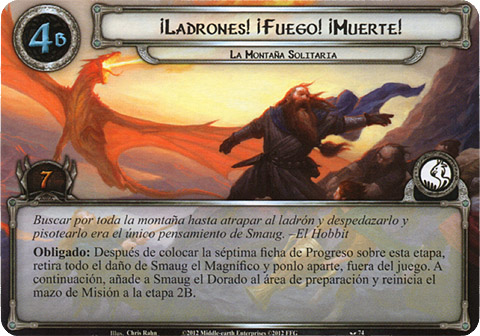 ¡Ladrones! ¡Fuego! ¡Muerte!
4B
La Montaña Solitaria
7
Buscar por toda la montaña hasta atrapar al ladrón y despedazarlo y
pisotearlo era el único pensamiento de Smaug. –El Hobbit
Obligado: Después de colocar la séptima ficha de Progreso sobre esta etapa,
retira todo el daño de Smaug el Magnífico y ponlo aparte, fuera del juego. A
continuación, añade a Smaug el Dorado al área de preparación y reinicia el
mazo de Misión a la etapa 2B.
Illus. Chris Rahn ©2012 Middle-earth Enterprises ©2012 FFG 74